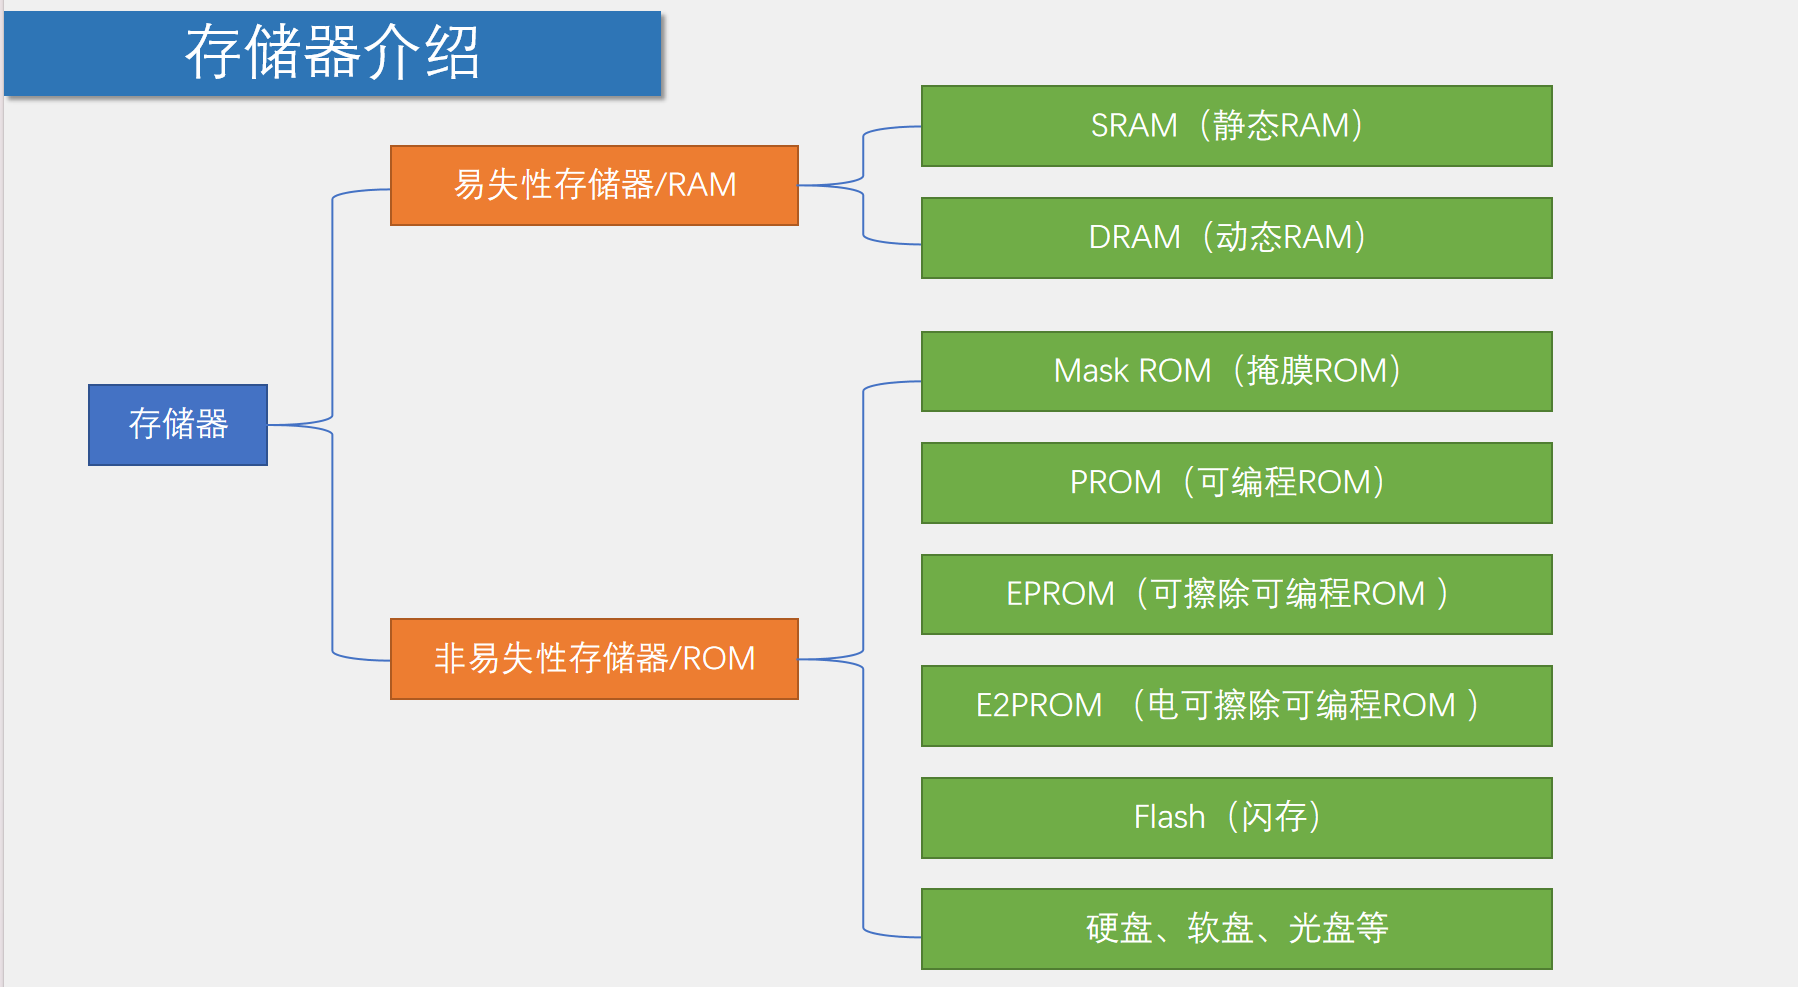 存储器介绍
SRAM（静态RAM）
易失性存储器/RAM
DRAM（动态RAM）
Mask ROM（掩膜ROM）
存储器
PROM（可编程ROM）
EPROM（可擦除可编程ROM ）
非易失性存储器/ROM
E2PROM （电可擦除可编程ROM ）
Flash（闪存）
硬盘、软盘、光盘等